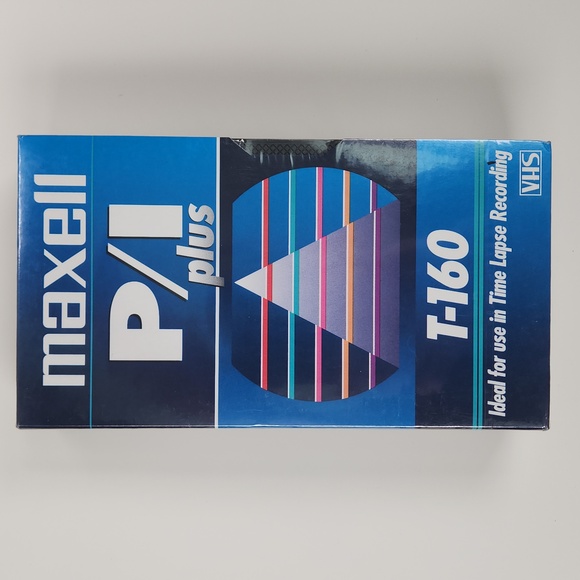 maxell
P/I
plus
T-160
Ideal for use in Time Lapse Recording
VHS